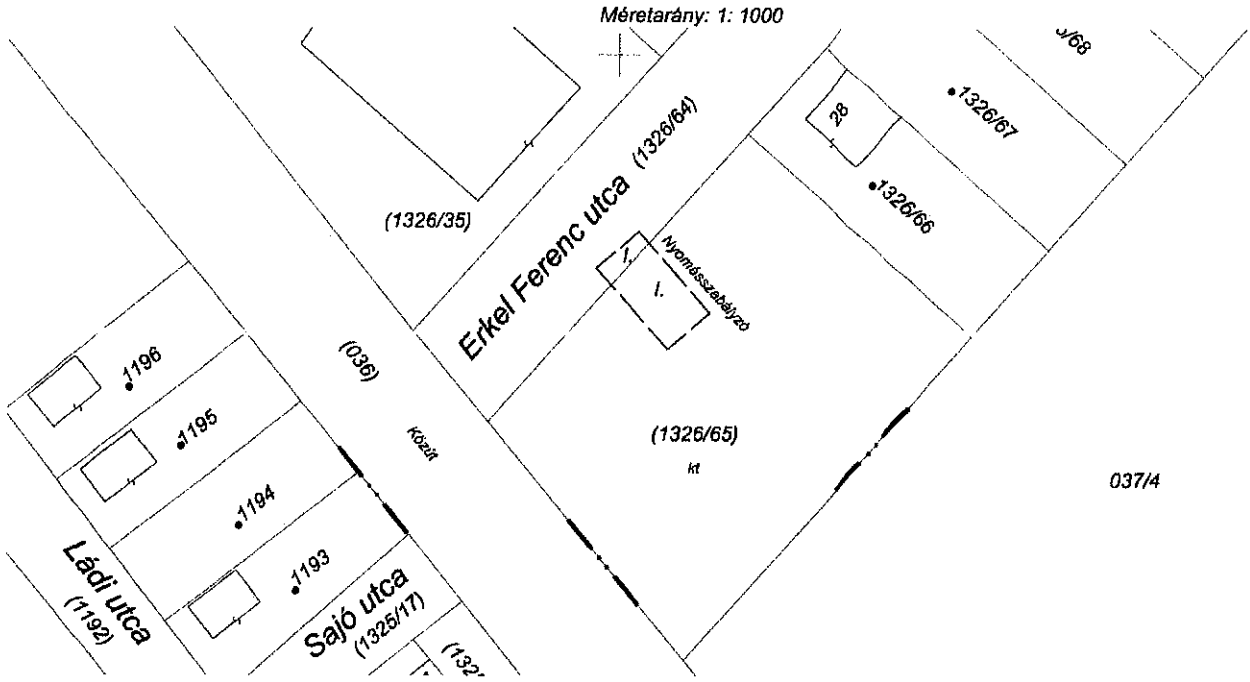 Méretarány: 1: 1000
1326/67
28
1326/66
(1326/64)
Erkel Ferenc utca
(1326/35)
I.
I.
Nyomásszabályzó
(036)
Közút
(1326/65)
kt
037/4
1196
1195
1194
1193
Ládi utca
(1192)
Sajó utca
(1325/17)